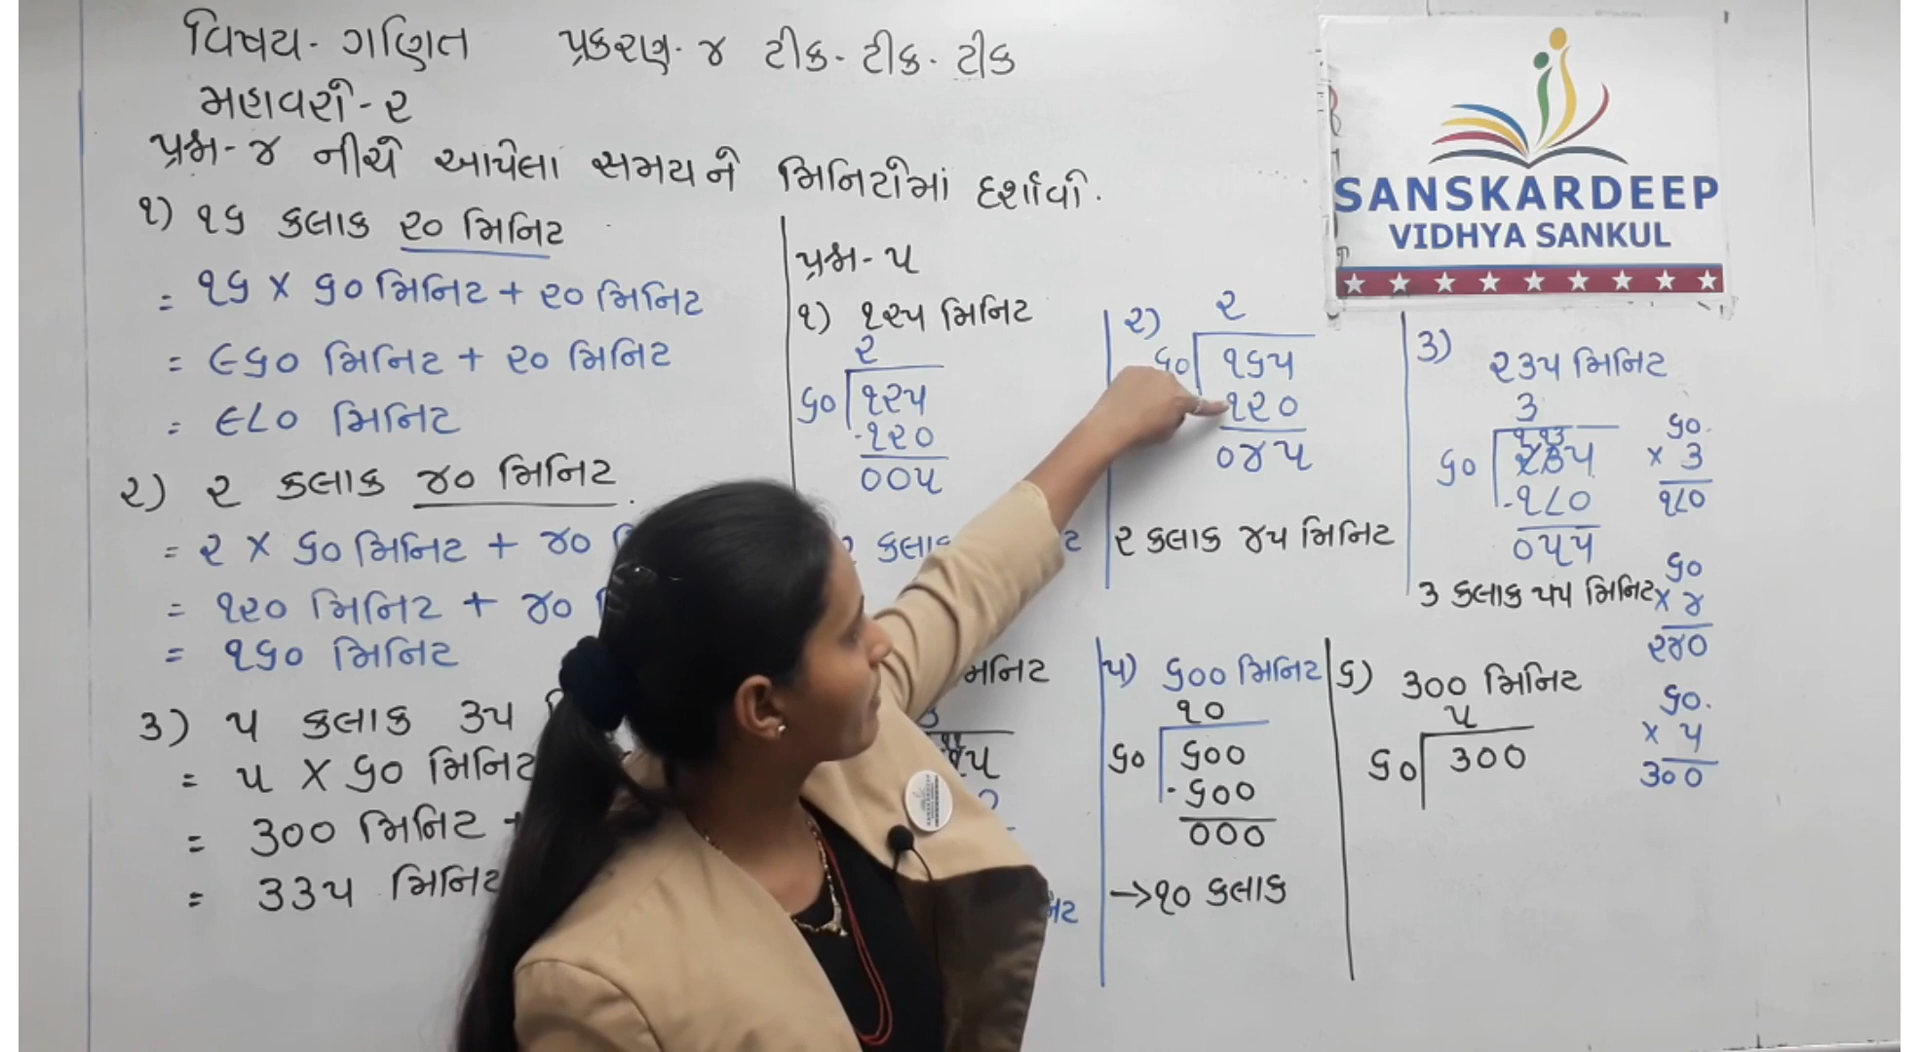 વિષય - ગણિત પ્રકરણ - ૪ ટીક - ટીક - ટીક
મહાવરો - ૨
પ્રશ્ન - ૪ નીચે આપેલા સમયને મિનિટોમાં દર્શાવો.
૧) ૧૬ કલાક ૨૦ મિનિટ
= ૧૬ X ૬૦ મિનિટ + ૨૦ મિનિટ
= ૯૬૦ મિનિટ + ૨૦ મિનિટ
= ૯૮૦ મિનિટ
૨) ૨ કલાક ૪૦ મિનિટ
= ૨ X ૬૦ મિનિટ + ૪૦
= ૧૨૦ મિનિટ + ૪૦
= ૧૬૦ મિનિટ
૩) ૫ કલાક ૩૫
= ૫ X ૬૦ મિનિટ
= ૩૦૦ મિનિટ +
= ૩૩૫ મિનિટ
પ્રશ્ન - ૫
૧) ૧૨૫ મિનિટ
૨
૬૦ ૧૨૫
- ૧૨૦
૦૦૫
કલાક
૨) ૨
૬૦ ૧૬૫
૧૨૦
૦૪૫
૨ કલાક ૪૫ મિનિટ
૩) ૨૩૫ મિનિટ
૩
૬૦ ૨૩૫
- ૧૮૦
૦૫૫
૩ કલાક ૫૫ મિનિટ
૬૦
x ૩
૧૮૦
૬૦
x ૪
૨૪૦
૬૦
x ૫
૩૦૦
૫) ૬૦૦ મિનિટ
૧૦
૬૦ ૬૦૦
- ૬૦૦
૦૦૦
→ ૧૦ કલાક
૬) ૩૦૦ મિનિટ
૫
૬૦ ૩૦૦
SANSKARDEEP
VIDHYA SANKUL